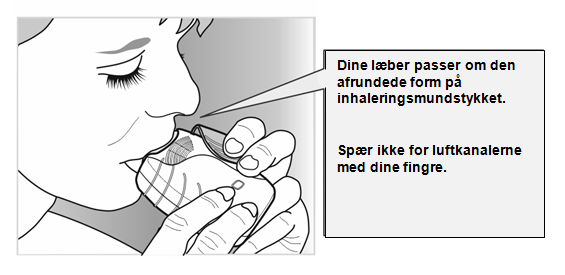 Dine læber passer om den
afrundede form på
inhaleringsmundstykket.
Spær ikke for luftkanalerne
med dine fingre.